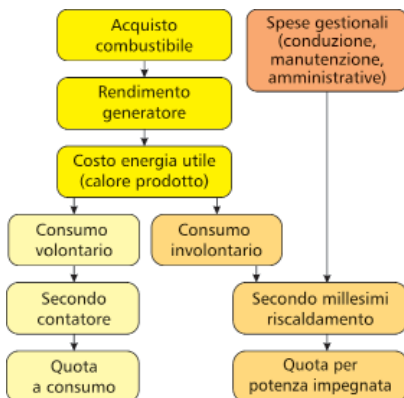 Acquisto
combustibile
Spese gestionali
(conduzione,
manutenzione,
amministrative)
Rendimento
generatore
Costo energia utile
(calore prodotto)
Consumo
volontario
Consumo
involontario
Secondo
contatore
Secondo millesimi
riscaldamento
Quota
a consumo
Quota per
potenza impegnata